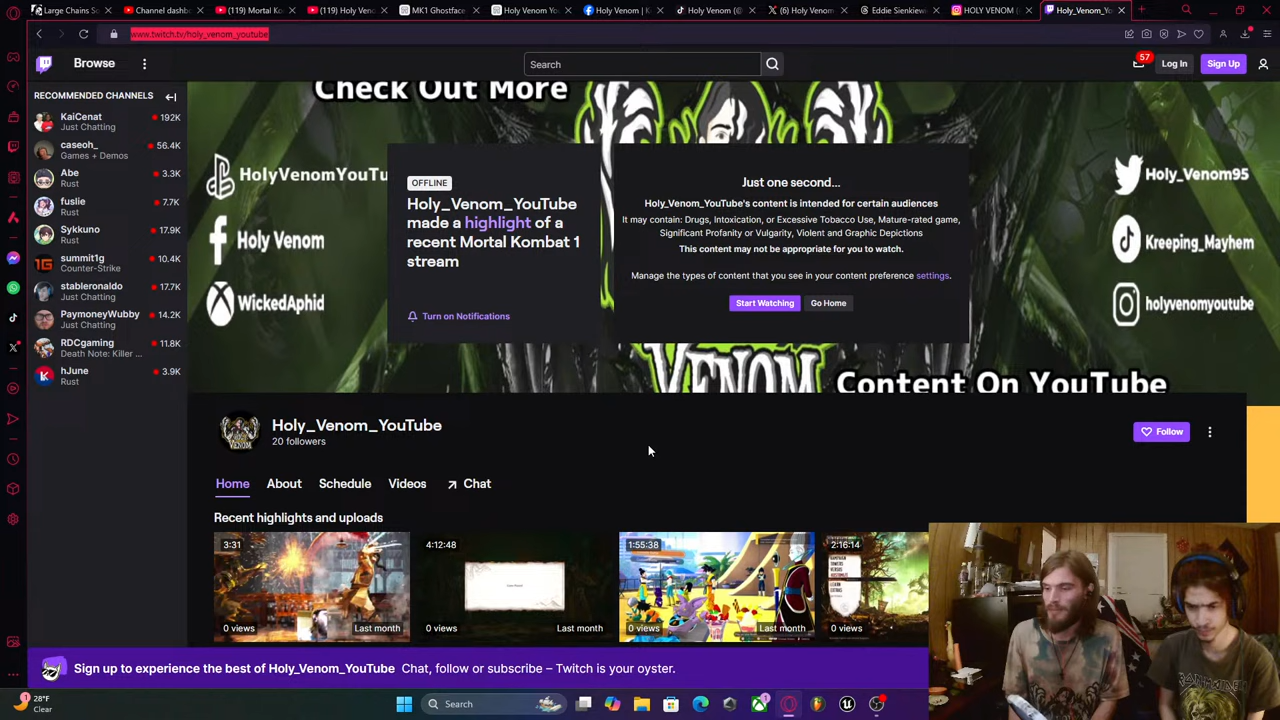 Large Chains S
Channel dashbo
(119) Mortal Ko
(119) Holy Ven
MK1 Ghostface
Holy Venom You
Holy Venom | K
Holy Venom (@
(6) Holy Venom
Eddie Sienkiew
HOLY VENOM (
Holy_Venom_Yo
www.twitch.tv/holy_venom_youtube
Browse
Search
57
Log In
Sign Up
RECOMMENDED CHANNELS
KaiCenat
Just Chatting
192K
caseoh_
Games + Demos
56.4K
Abe
Rust
3.3K
fuslie
Rust
7.7K
Sykkuno
Rust
17.9K
summit1g
Counter-Strike
10.4K
stableronaldo
Just Chatting
17.7K
PaymoneyWubby
Just Chatting
14.2K
RDCgaming
Death Note: Killer ...
11.8K
hJune
Rust
3.9K
Check Out More
HolyVenomYouTu
Holy Venom
WickedAphid
OFFLINE
Holy_Venom_YouTube
made a highlight of a
recent Mortal Kombat 1
stream
Turn on Notifications
Just one second...
Holy_Venom_YouTube's content is intended for certain audiences
It may contain: Drugs, Intoxication, or Excessive Tobacco Use, Mature-rated game,
Significant Profanity or Vulgarity, Violent and Graphic Depictions
This content may not be appropriate for you to watch.
Manage the types of content that you see in your content preference settings.
Start Watching
Go Home
Holy_Venom95
Kreeping_Mayhem
holyvenomyoutube
VENOM
Content On YouTube
Holy_Venom_YouTube
20 followers
Follow
Home
About
Schedule
Videos
Chat
Recent highlights and uploads
3:31
0 views
Last month
4:12:48
0 views
Last month
1:55:38
0 views
Last month
2:16:14
0 views
Sign up to experience the best of Holy_Venom_YouTube
Chat, follow or subscribe – Twitch is your oyster.
1
28°F
Clear
Search
1